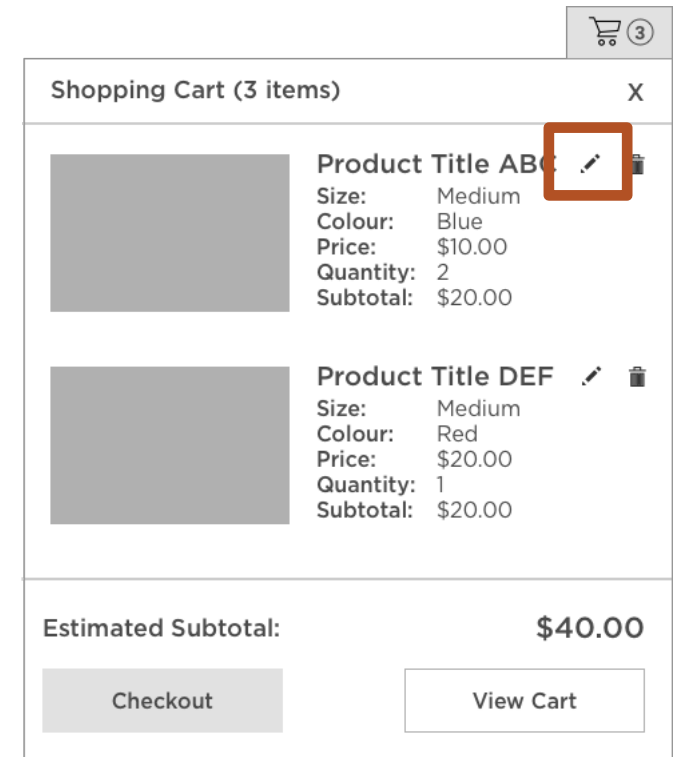 3
Shopping Cart (3 items) X
Product Title ABC
Size: Medium
Colour: Blue
Price: $10.00
Quantity: 2
Subtotal: $20.00
Product Title DEF
Size: Medium
Colour: Red
Price: $20.00
Quantity: 1
Subtotal: $20.00
Estimated Subtotal: $40.00
Checkout View Cart